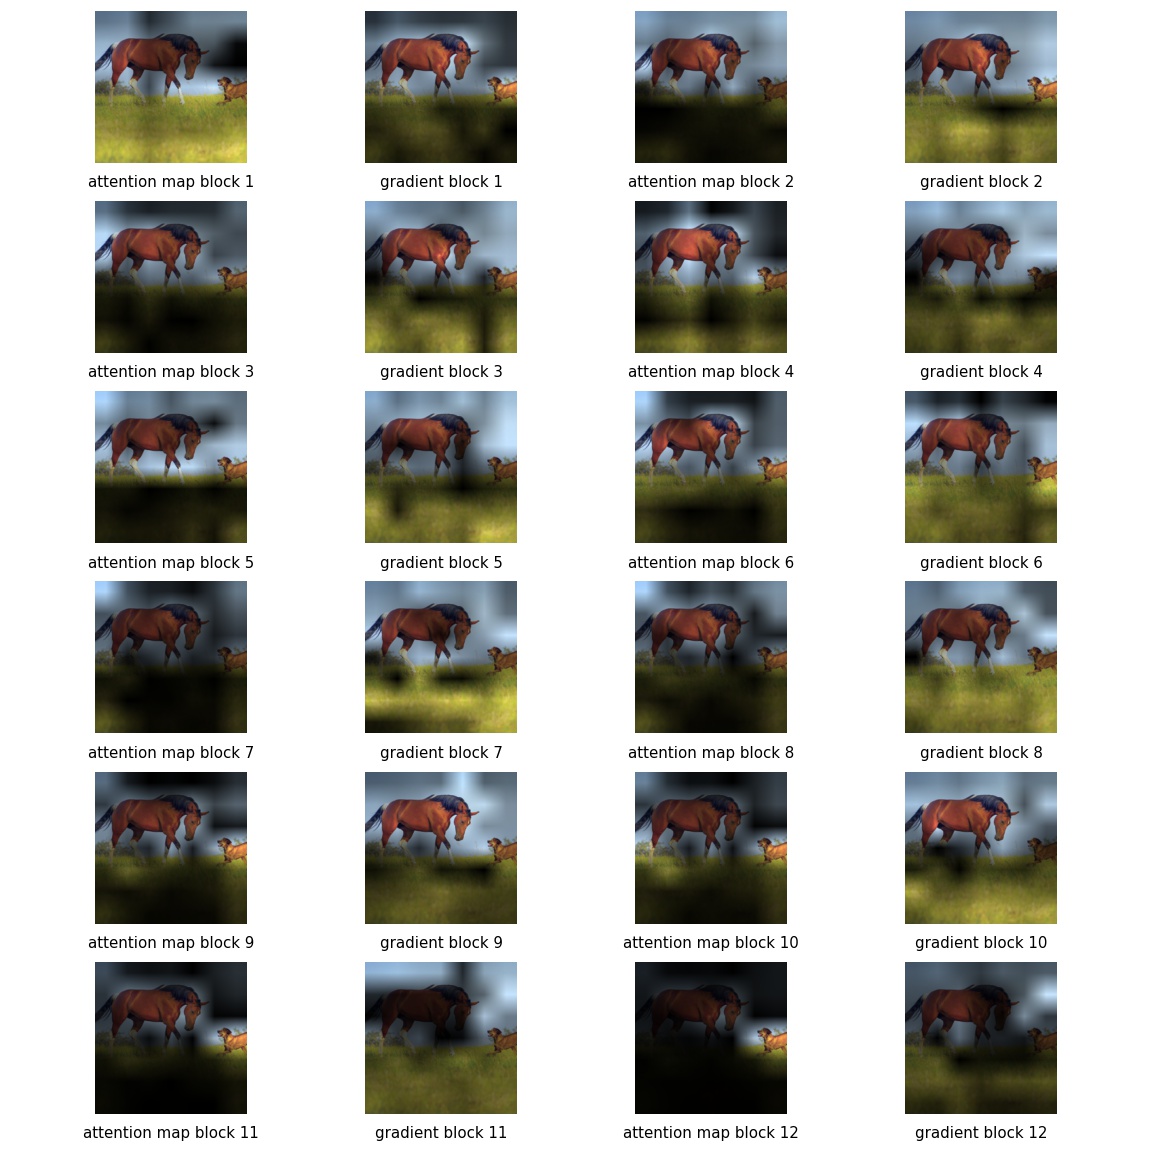 attention map block 1 gradient block 1 attention map block 2 gradient block 2
attention map block 3 gradient block 3 attention map block 4 gradient block 4
attention map block 5 gradient block 5 attention map block 6 gradient block 6
attention map block 7 gradient block 7 attention map block 8 gradient block 8
attention map block 9 gradient block 9 attention map block 10 gradient block 10
attention map block 11 gradient block 11 attention map block 12 gradient block 12